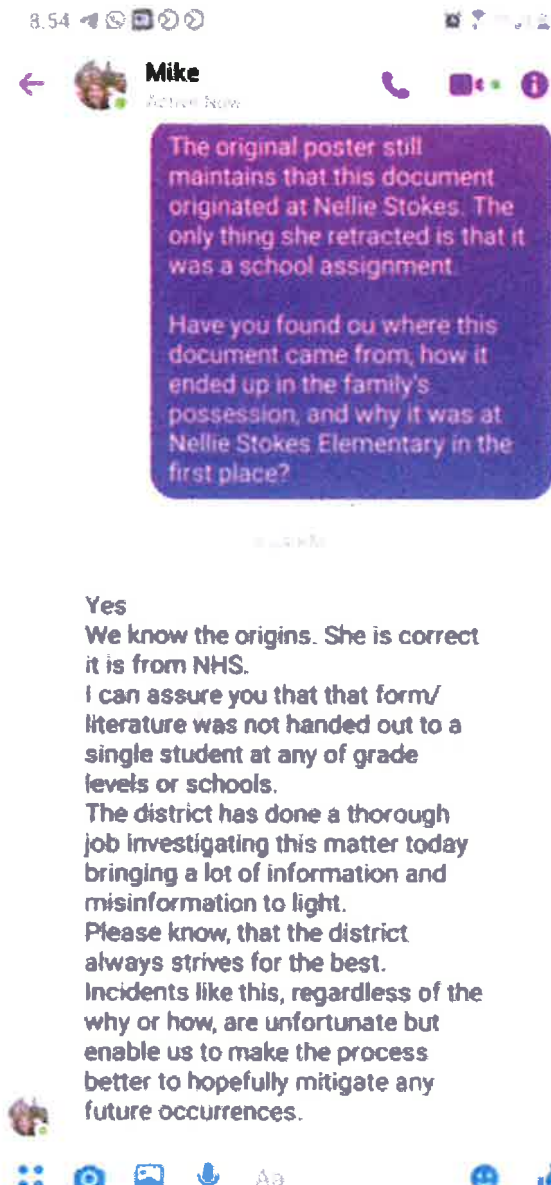 8.54
Mike
Active Now
The original poster still
maintains that this document
originated at Nellie Stokes. The
only thing she retracted is that it
was a school assignment.
Have you found ou where this
document came from, how it
ended up in the family's
possession, and why it was at
Nellie Stokes Elementary in the
first place?
Yes
We know the origins. She is correct
it is from NHS.
I can assure you that that form/
literature was not handed out to a
single student at any of grade
levels or schools.
The district has done a thorough
job investigating this matter today
bringing a lot of information and
misinformation to light.
Please know, that the district
always strives for the best.
Incidents like this, regardless of the
why or how, are unfortunate but
enable us to make the process
better to hopefully mitigate any
future occurrences.
Aa